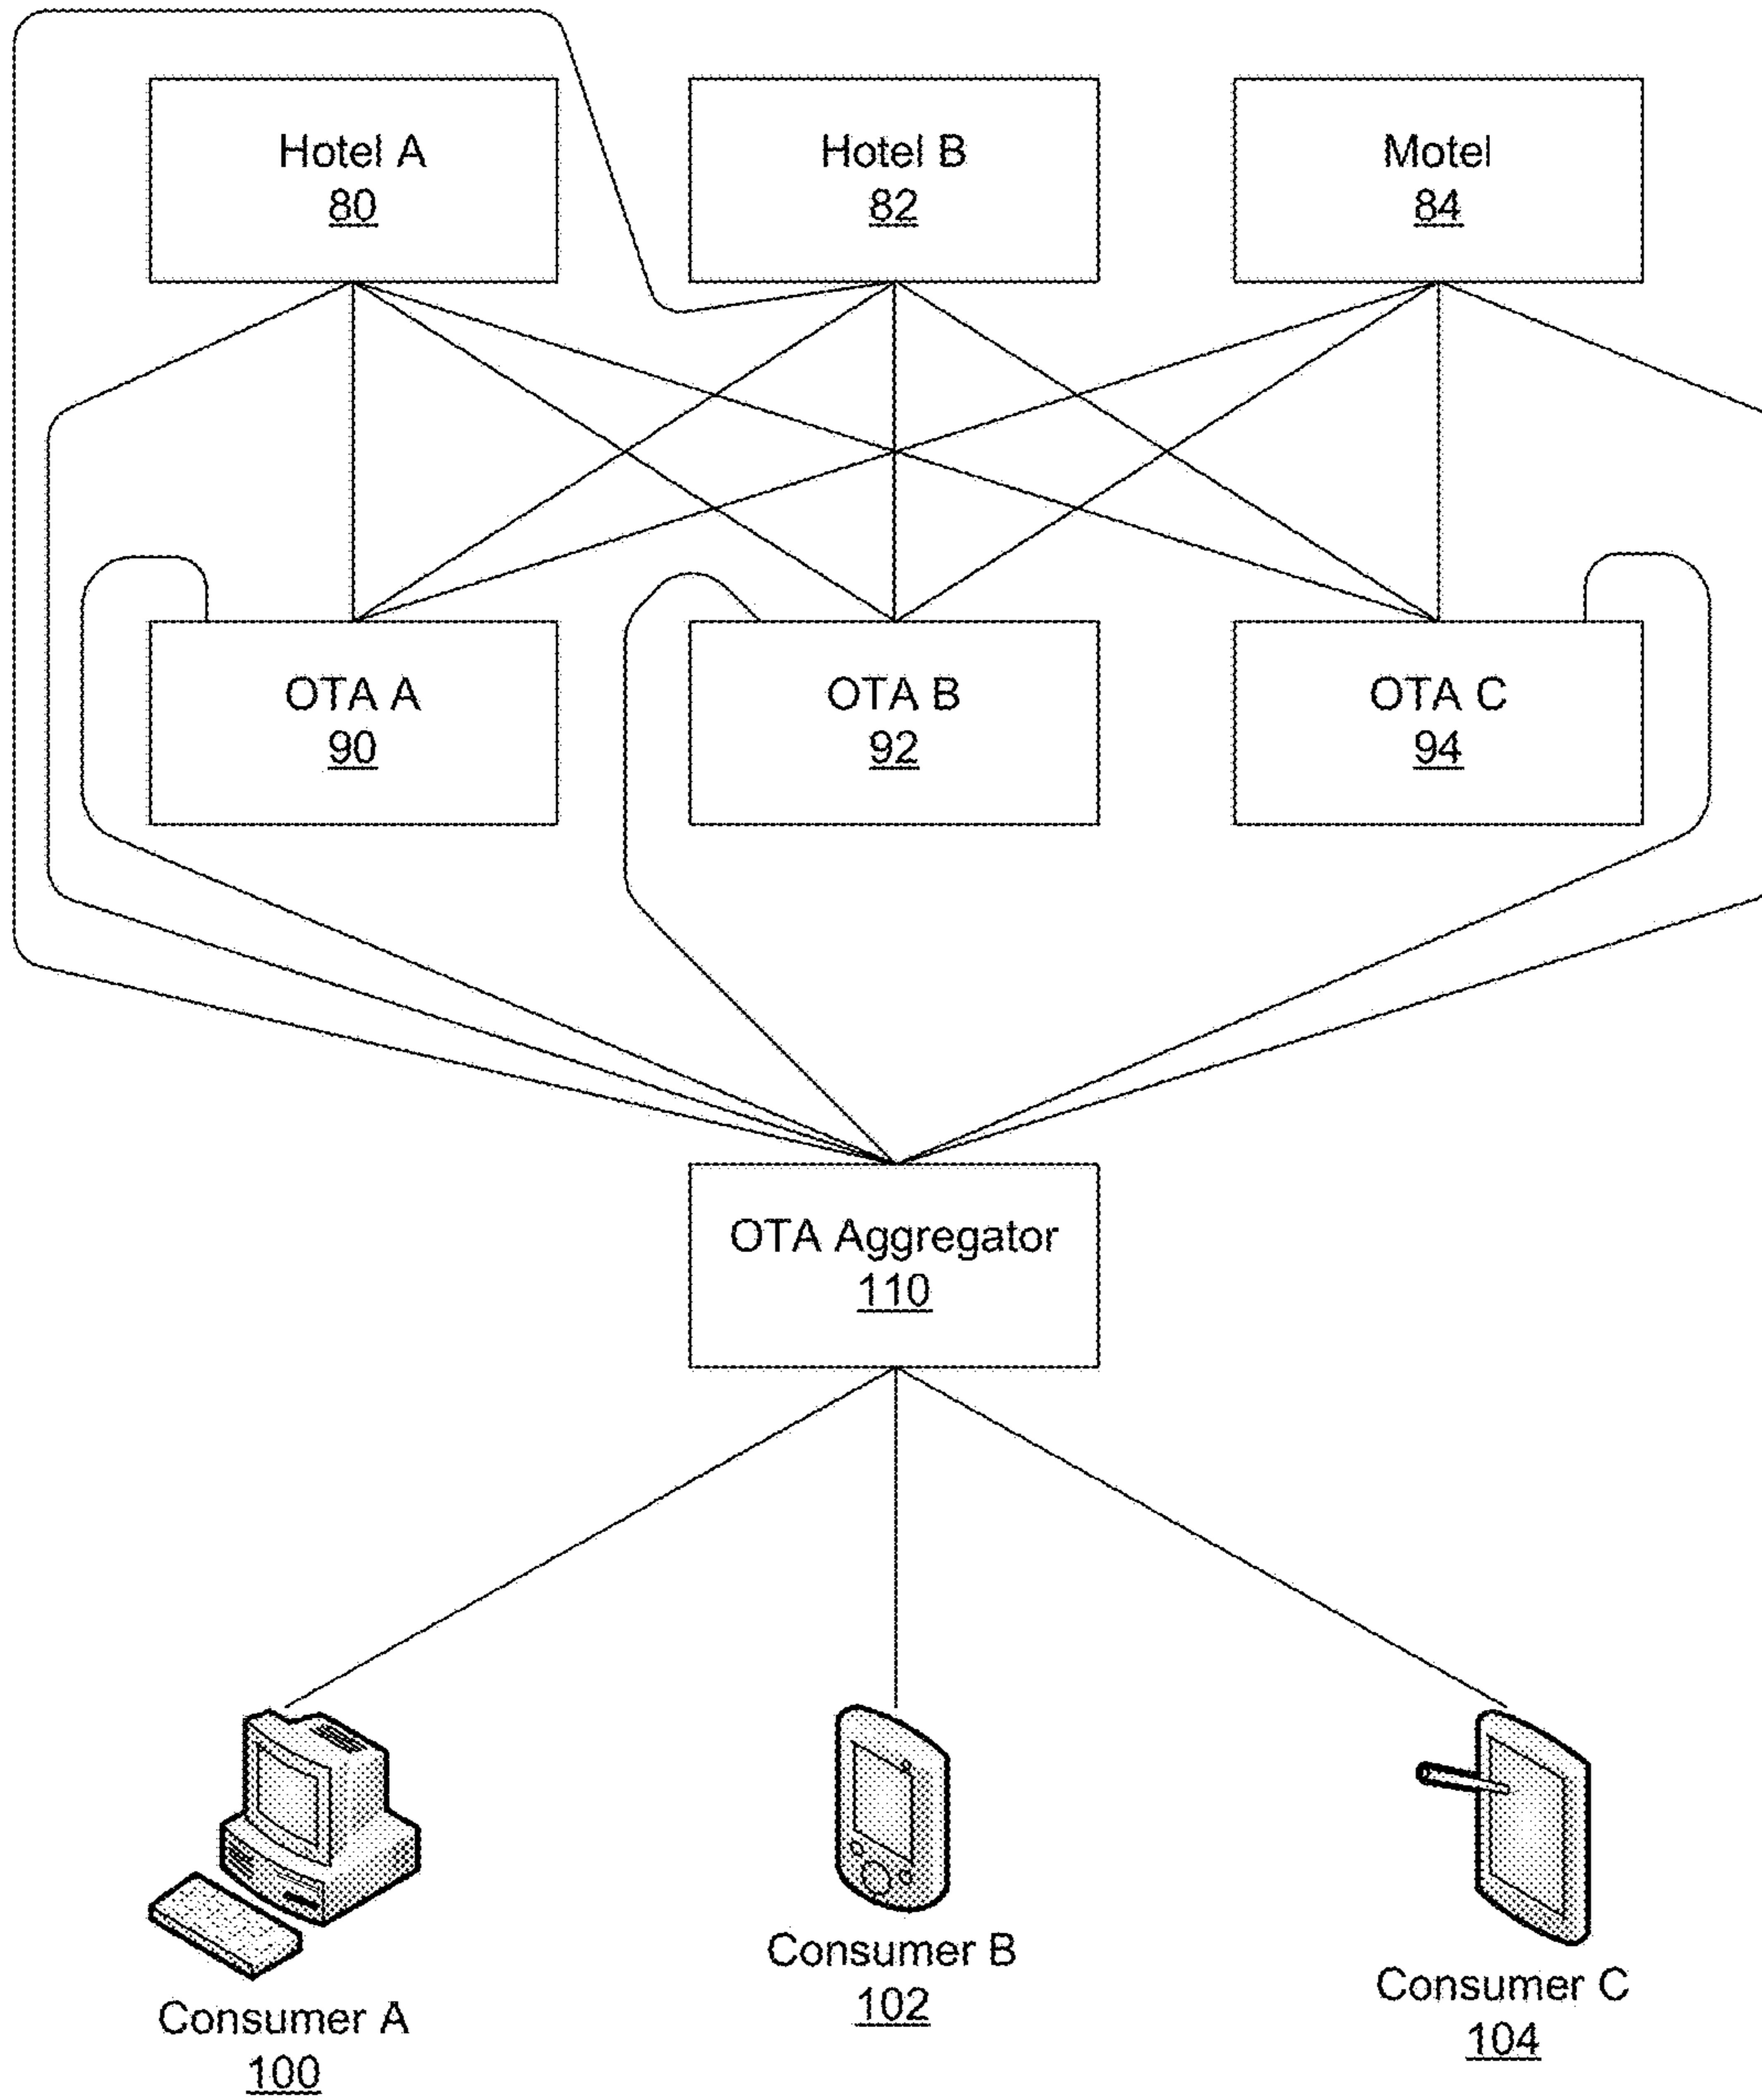 Hotel A
80
Hotel B
82
Motel
84
OTA A
90
OTA B
92
OTA C
94
OTA Aggregator
110
Consumer A
100
Consumer B
102
Consumer C
104